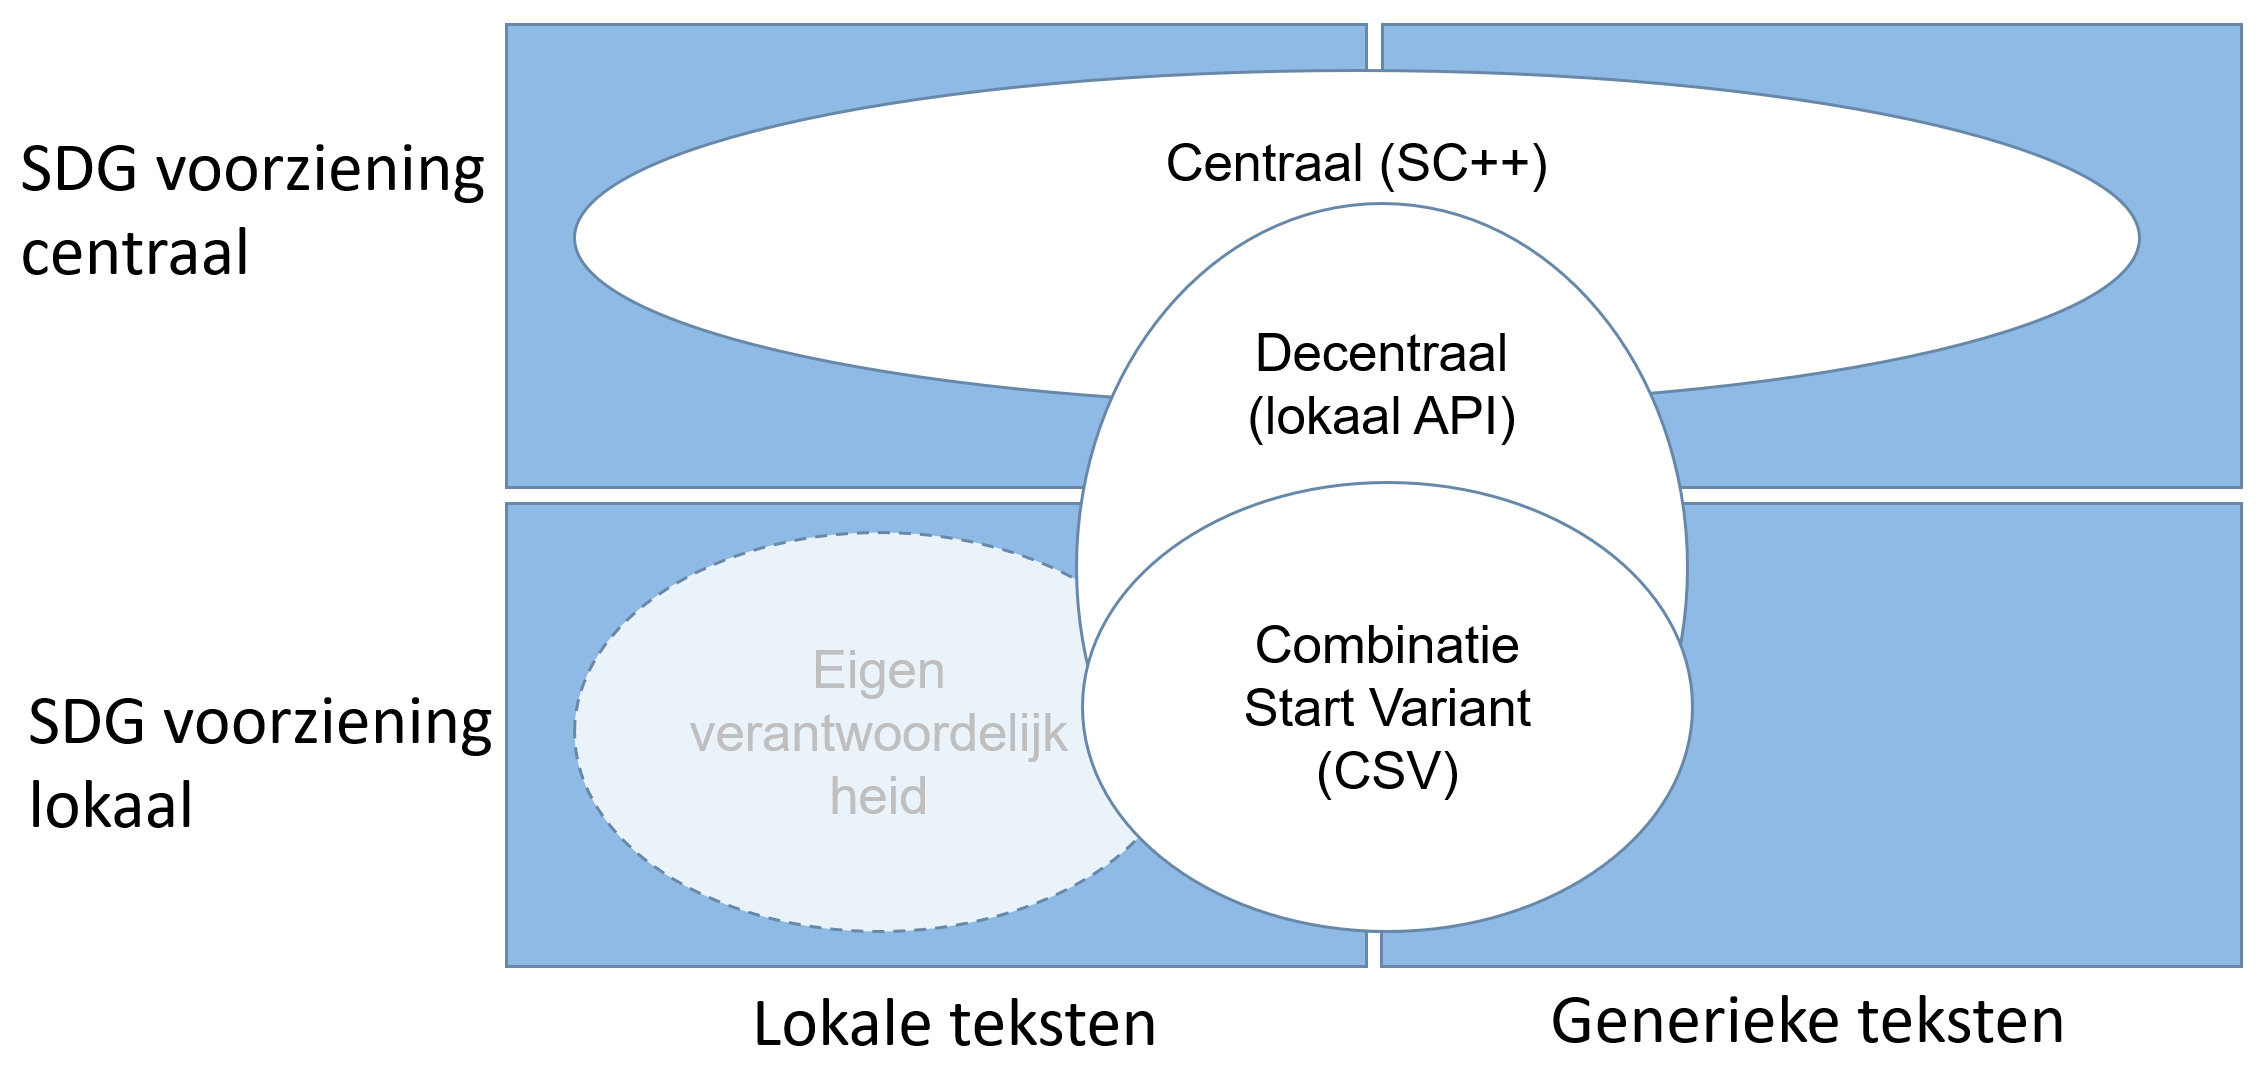 SDG voorziening
centraal
Centraal (SC++)
Decentraal
(lokaal API)
SDG voorziening
lokaal
Eigen
verantwoordelijk
heid
Combinatie
Start Variant
(CSV)
Lokale teksten
Generieke teksten